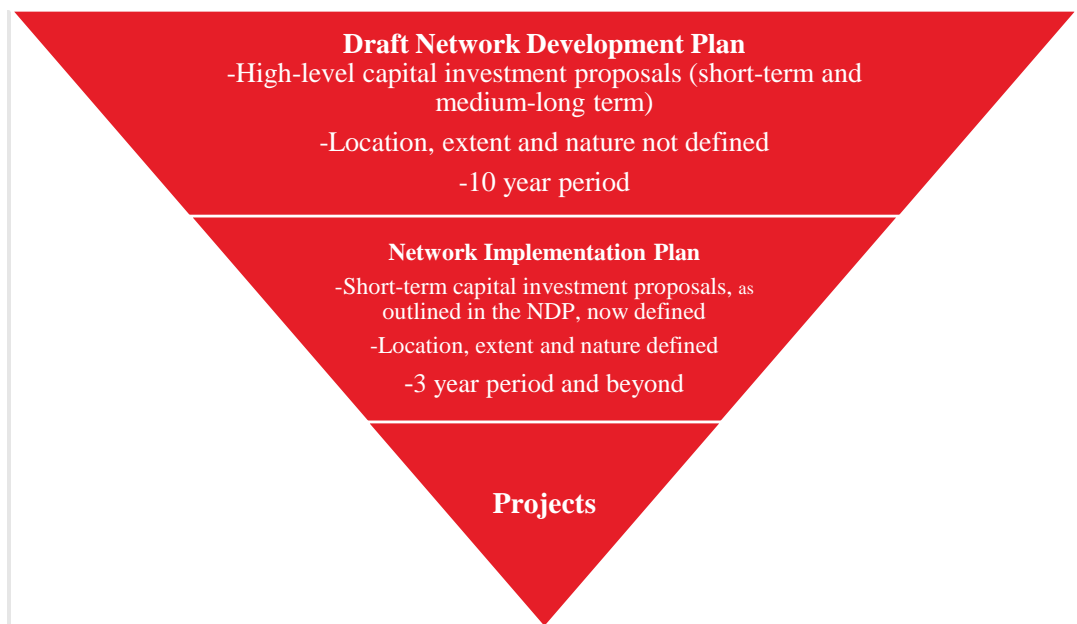 Draft Network Development Plan
-High-level capital investment proposals (short-term and
medium-long term)
-Location, extent and nature not defined
-10 year period
Network Implementation Plan
-Short-term capital investment proposals, as
outlined in the NDP, now defined
-Location, extent and nature defined
-3 year period and beyond
Projects